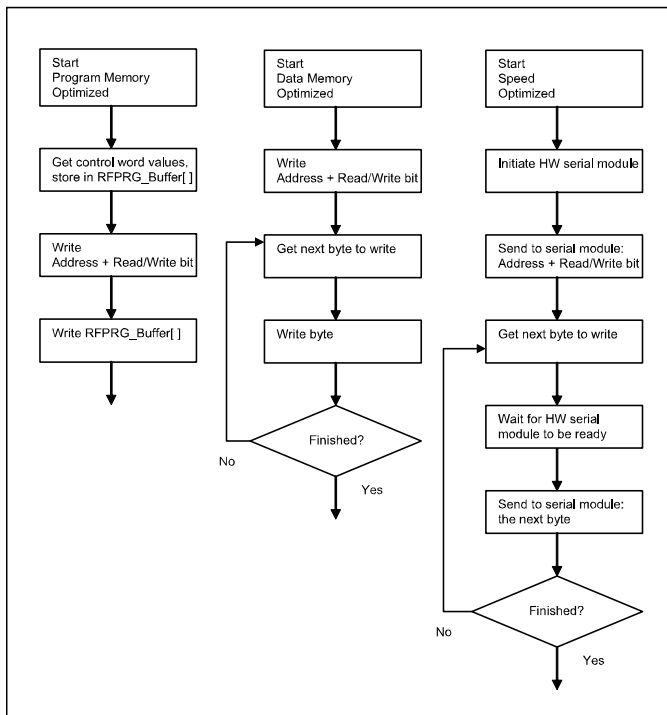 Start
Program Memory
Optimized
Get control word values,
store in RFPRG_Buffer[ ]
Write
Address + Read/Write bit
Write RFPRG_Buffer[ ]
Start
Data Memory
Optimized
Write
Address + Read/Write bit
Get next byte to write
Write byte
Finished?
No
Yes
Start
Speed
Optimized
Initiate HW serial module
Send to serial module:
Address + Read/Write bit
Get next byte to write
Wait for HW serial
module to be ready
Send to serial module:
the next byte
Finished?
No
Yes